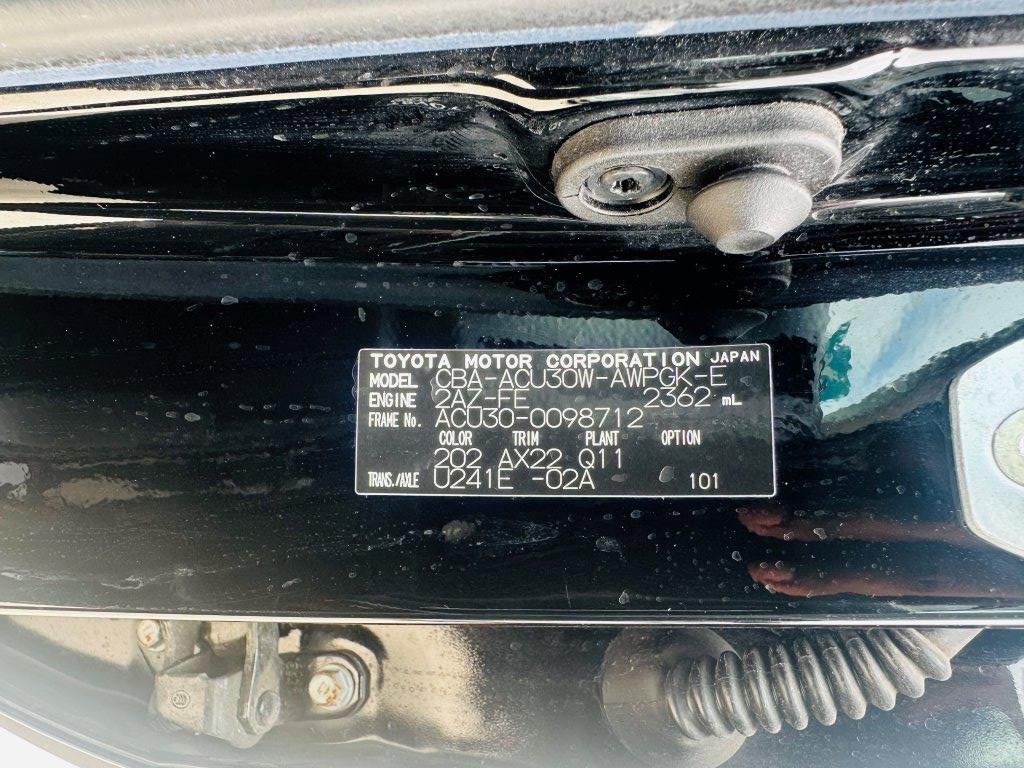 TOYOTA MOTOR CORPORATION JAPAN
MODEL CBA-ACU30W-AWPGK-E
ENGINE 2AZ-FE 2362 mL
FRAME No. ACU30-0098712
COLOR TRIM PLANT OPTION
202 AX22 Q11
TRANS./AXLE U241E -02A 101